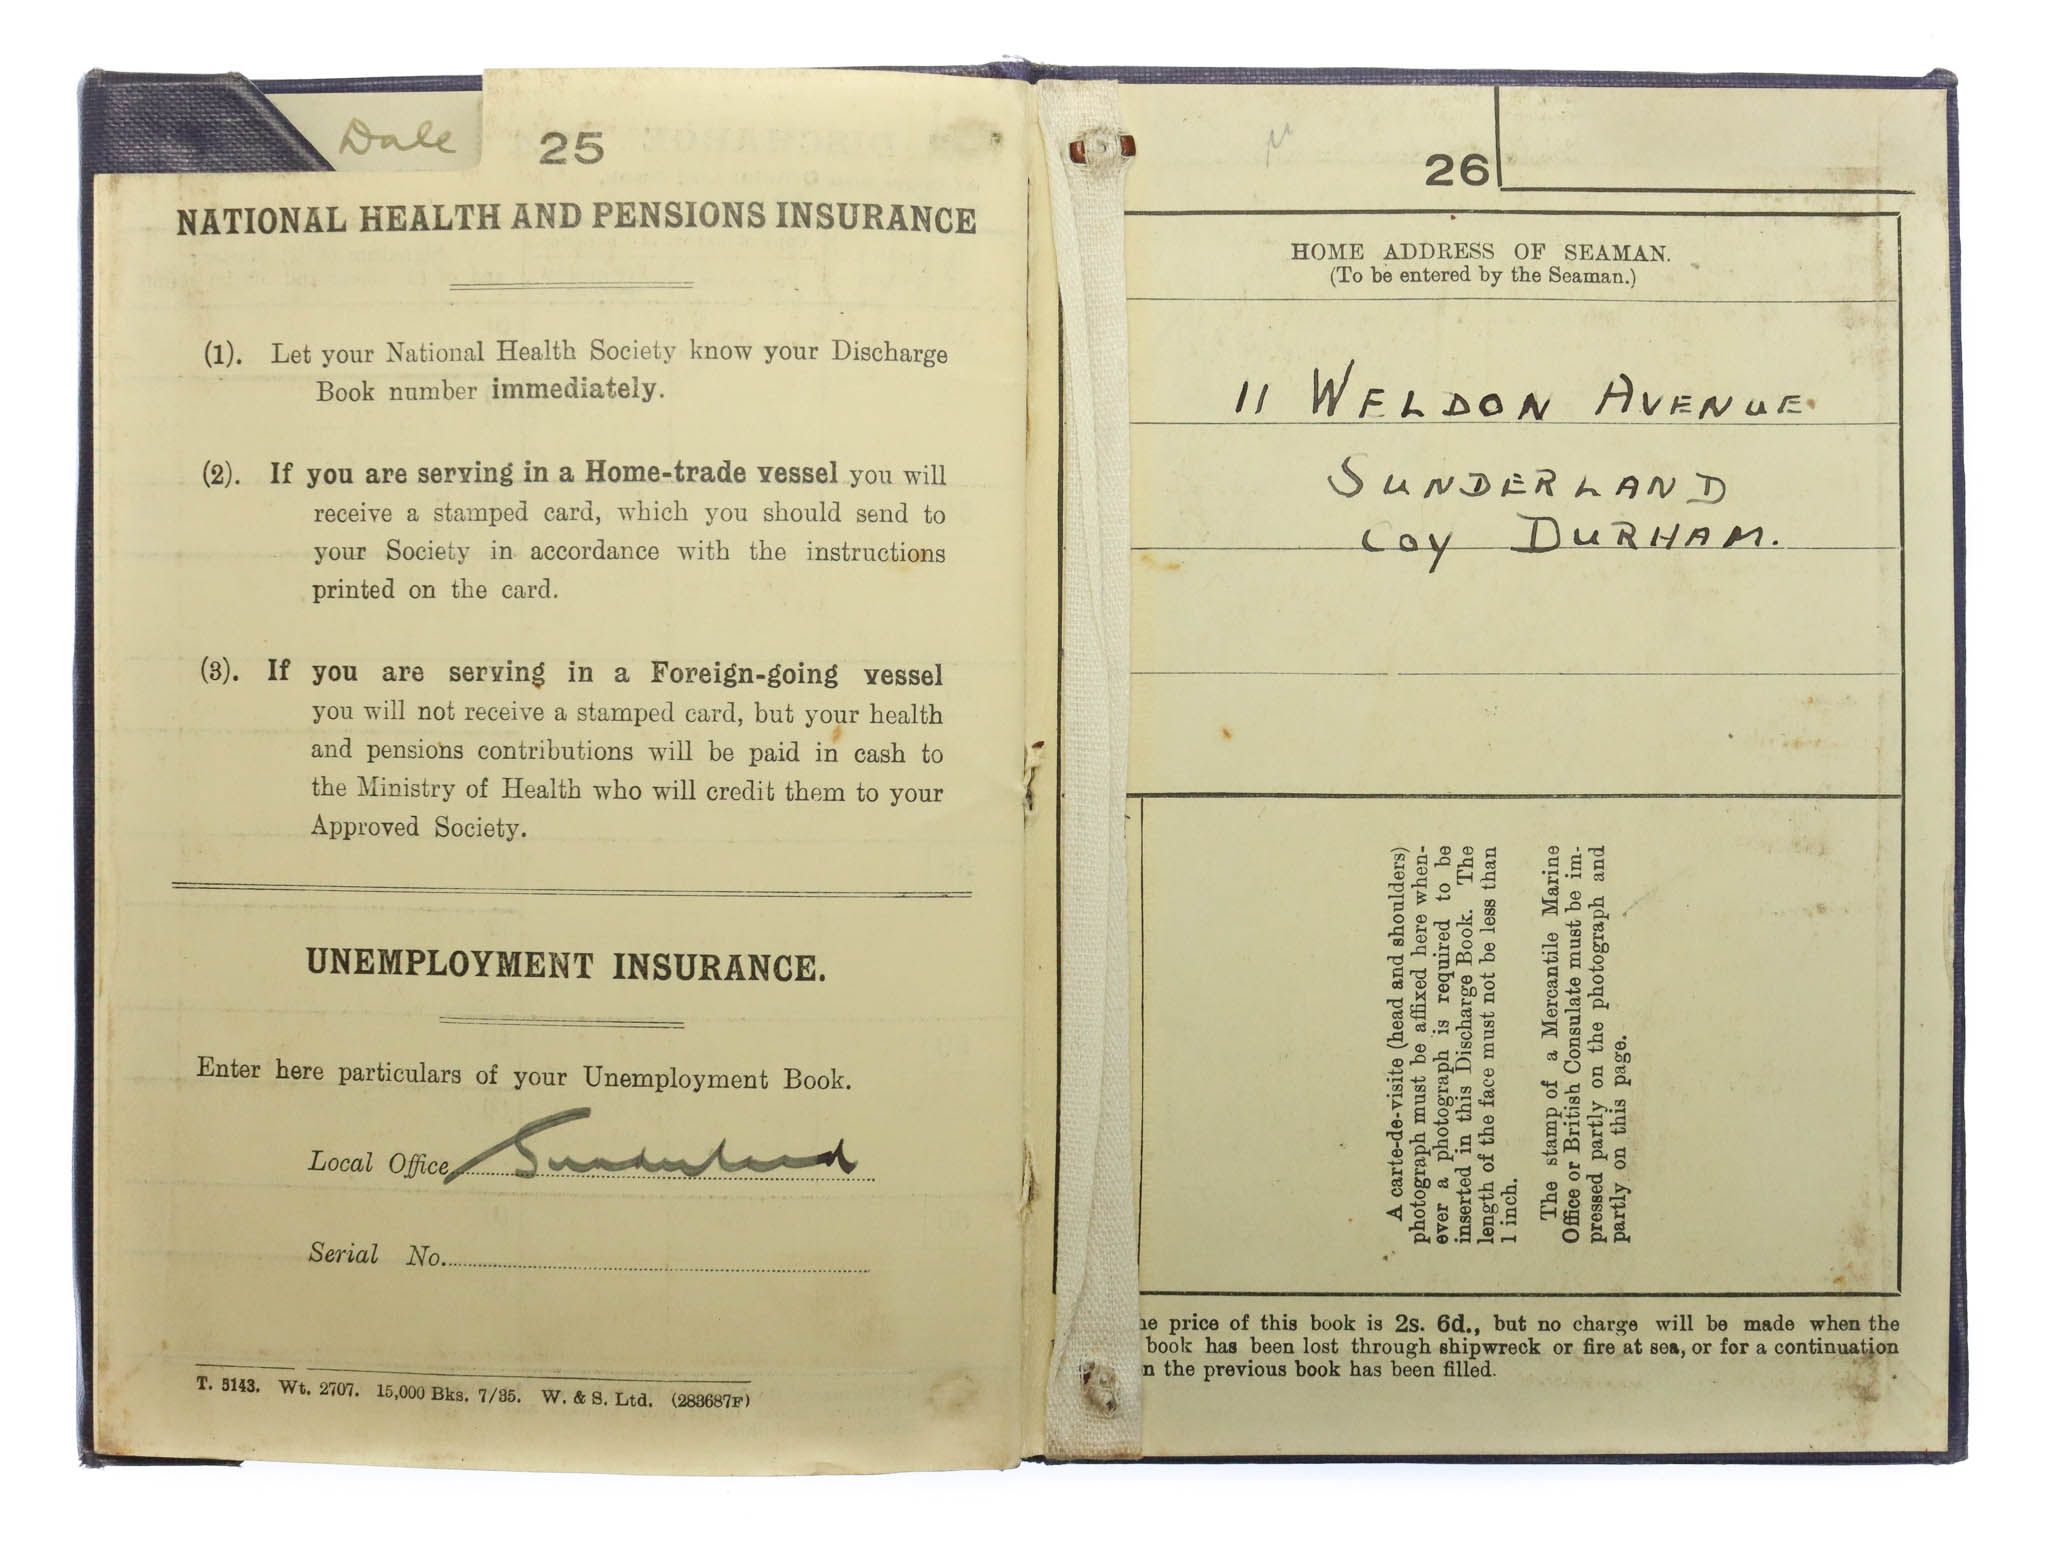 Dale
25
NATIONAL HEALTH AND PENSIONS INSURANCE
(1). Let your National Health Society know your Discharge
Book number immediately.
(2). If you are serving in a Home-trade vessel you will
receive a stamped card, which you should send to
your Society in accordance with the instructions
printed on the card.
(3). If you are serving in a Foreign-going vessel
you will not receive a stamped card, but your health
and pensions contributions will be paid in cash to
the Ministry of Health who will credit them to your
Approved Society.
UNEMPLOYMENT INSURANCE.
Enter here particulars of your Unemployment Book.
Local Office Sunderland
Serial No.
T. 5143. Wt. 2707. 15,000 Bks. 7/35. W. & S. Ltd. (283687F)
26
HOME ADDRESS OF SEAMAN.
(To be entered by the Seaman.)
11 WELDON AVENUE
SUNDERLAND
COY DURHAM.
A carte-de-visite (head and shoulders)
photograph must be affixed here when-
ever a photograph is required to be
inserted in this Discharge Book. The
length of the face must not be less than
1 inch.
The stamp of a Mercantile Marine
Office or British Consulate must be im-
pressed partly on the photograph and
partly on this page.
price of this book is 2s. 6d., but no charge will be made when the
book has been lost through shipwreck or fire at sea, or for a continuation
the previous book has been filled.